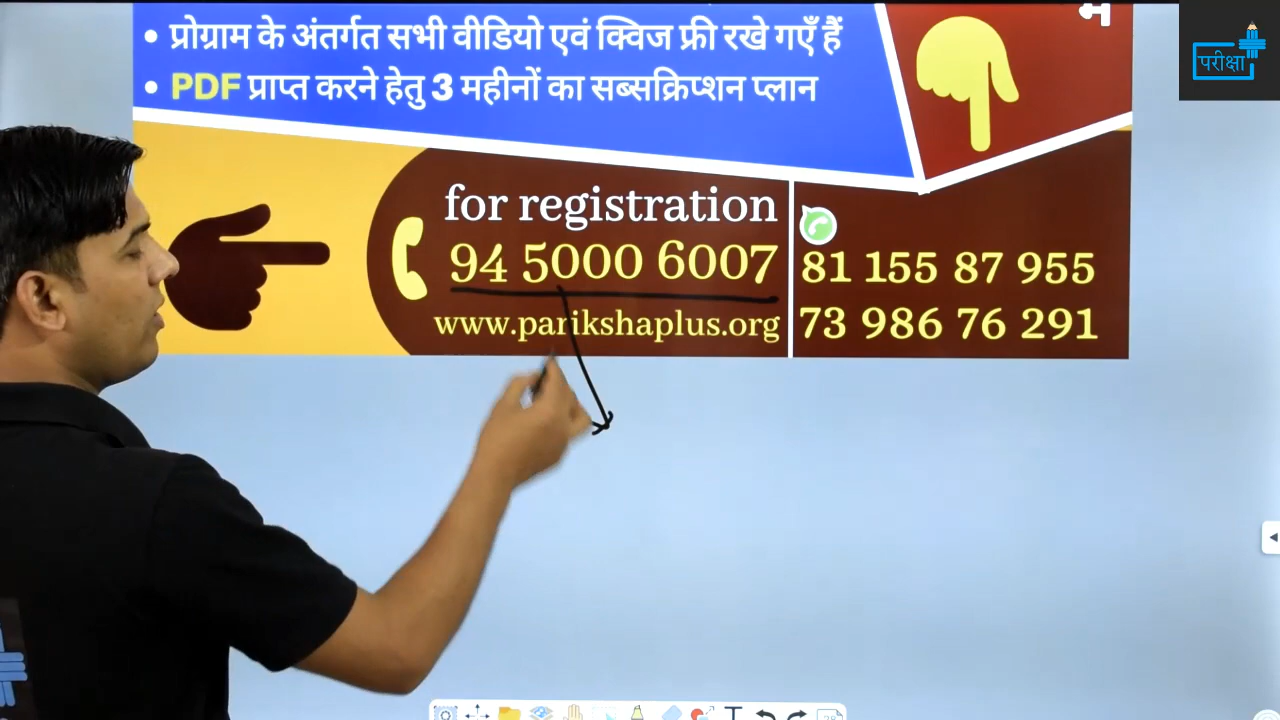 • प्रोग्राम के अंतर्गत सभी वीडियो एवं क्विज फ्री रखे गएँ हैं
• PDF प्राप्त करने हेतु 3 महीनों का सब्सक्रिप्शन प्लान
परीक्षा
for registration
94 5000 6007
www.parikshaplus.org
81 155 87 955
73 986 76 291